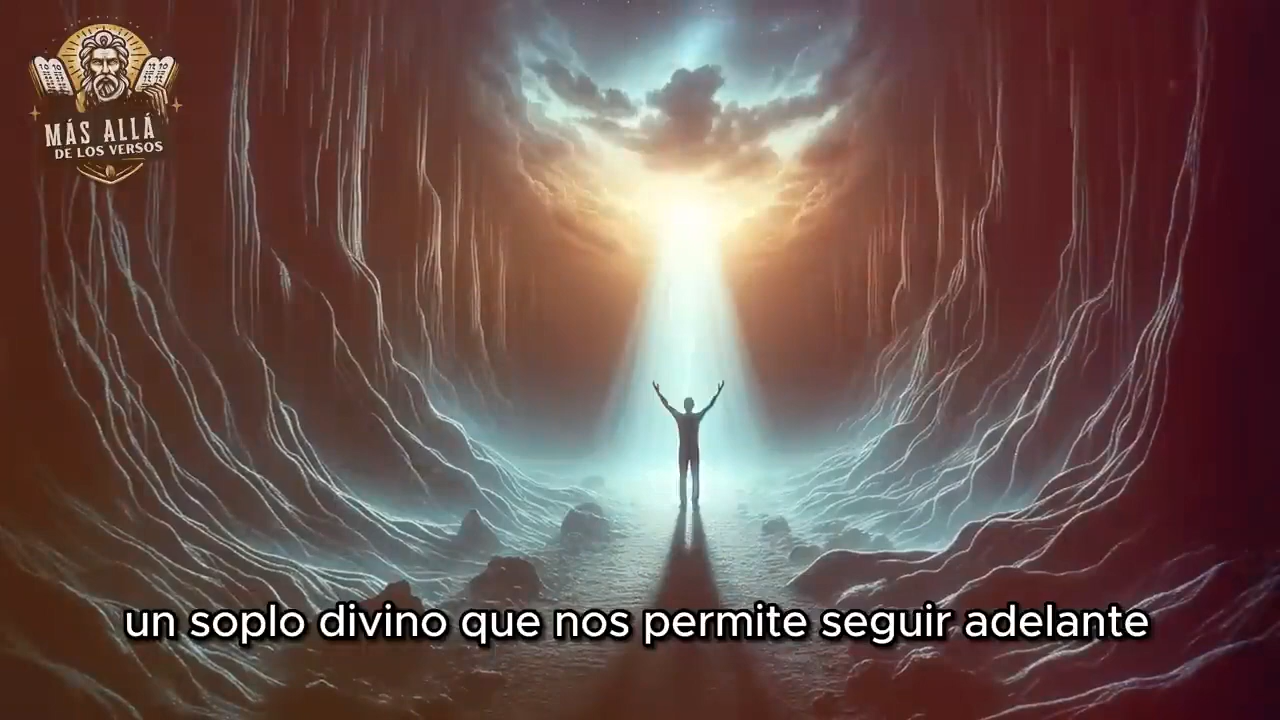 MÁS ALLÁ
DE LOS VERSOS
un soplo divino que nos permite seguir adelante